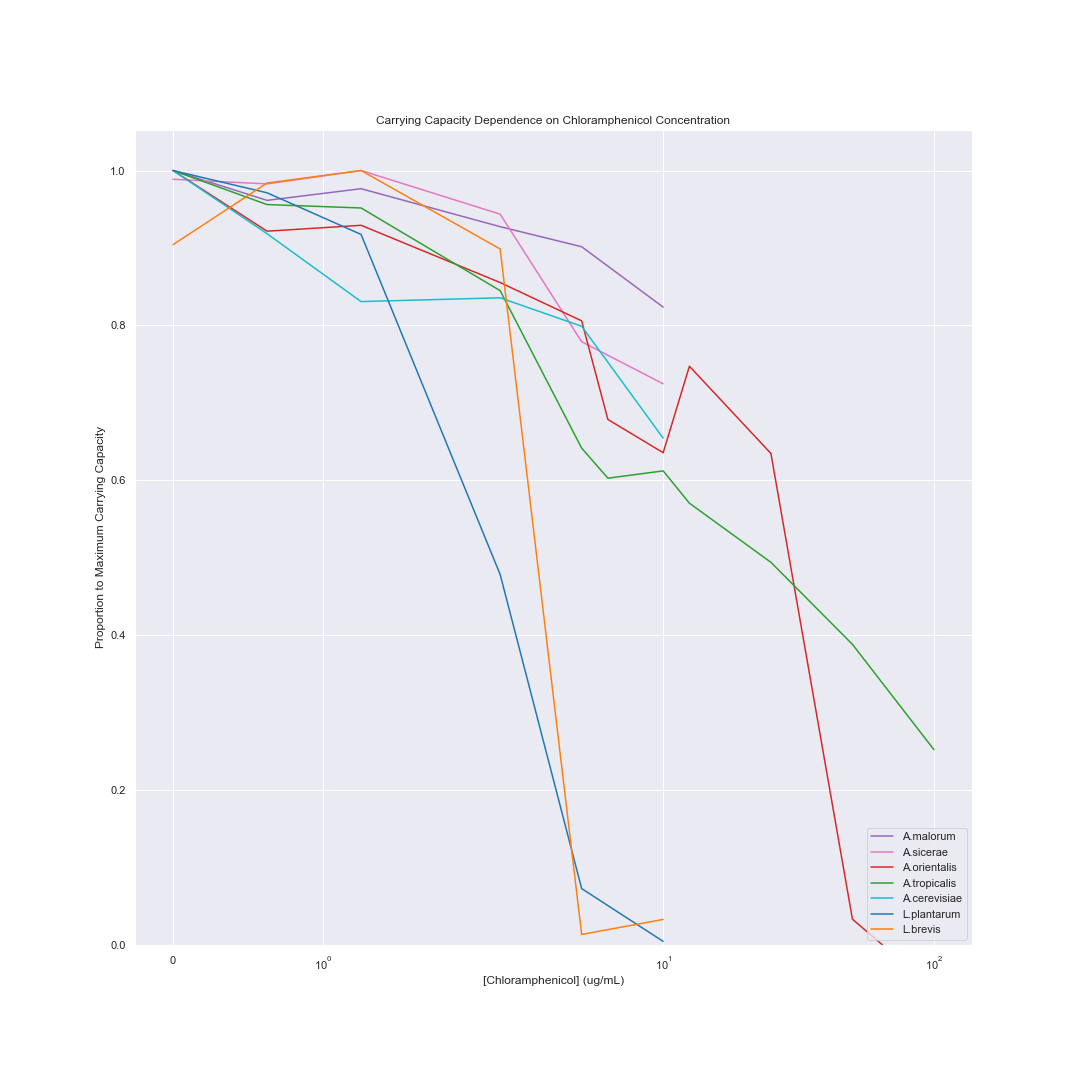 Carrying Capacity Dependence on Chloramphenicol Concentration
1.0
0.8
0.6
0.4
0.2
0.0
Proportion to Maximum Carrying Capacity
0
10⁰
10¹
10²
[Chloramphenicol] (ug/mL)
A.malorum
A.sicerae
A.orientalis
A.tropicalis
A.cerevisiae
L.plantarum
L.brevis